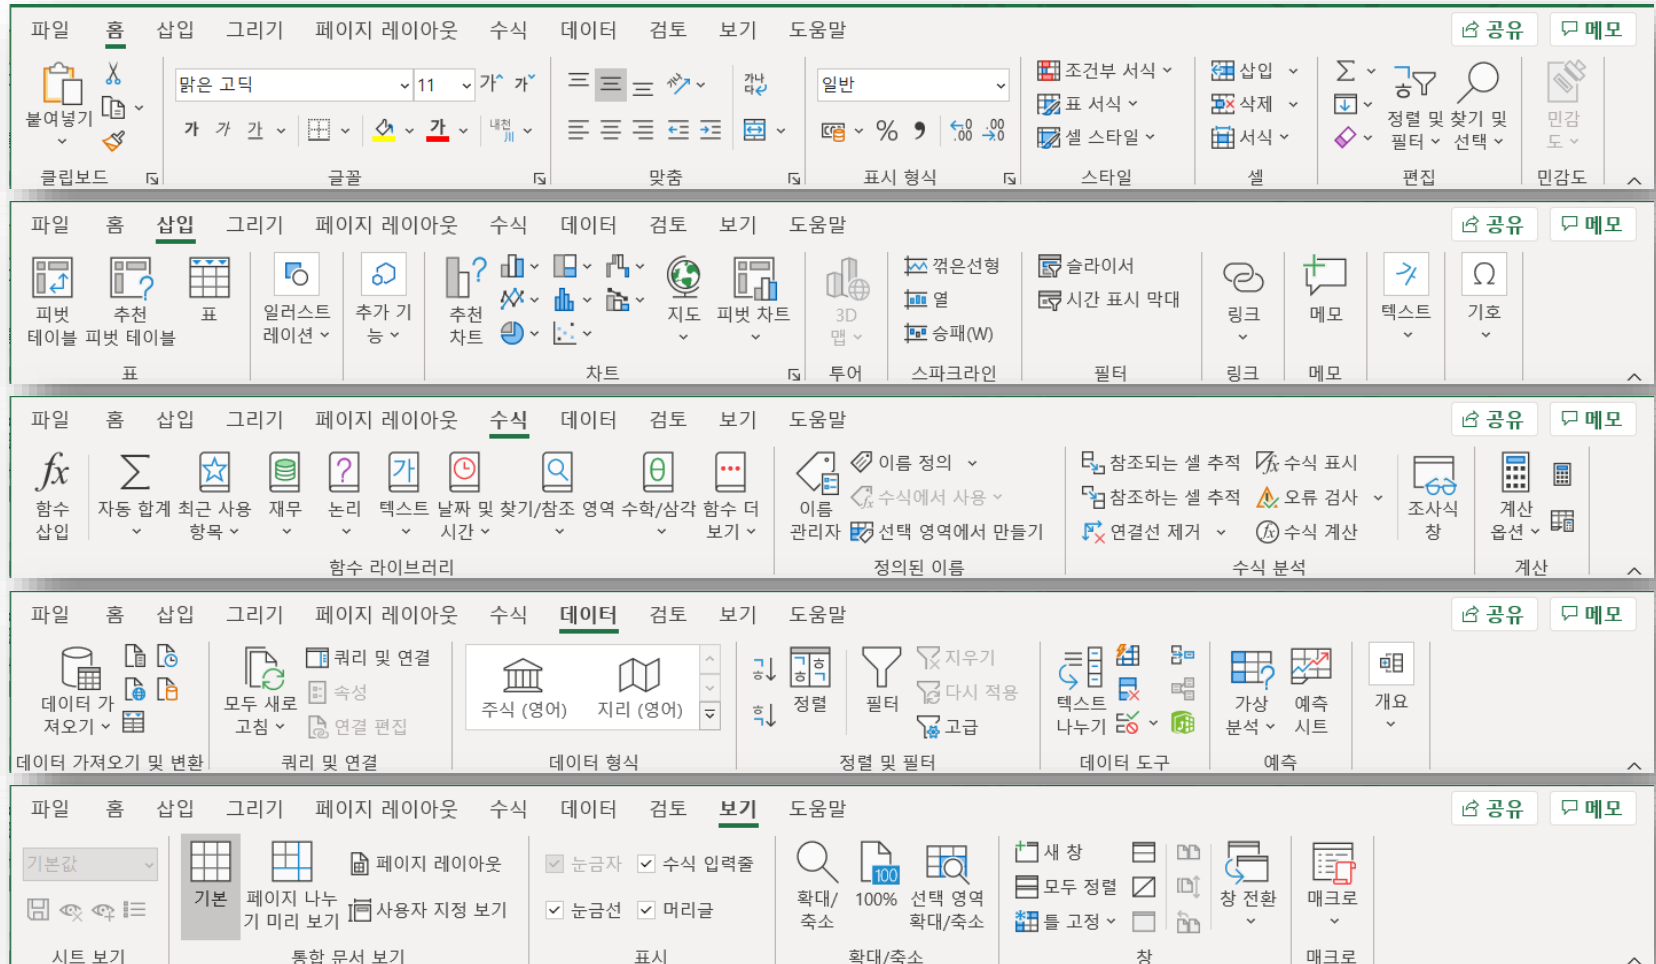 파일 홈 삽입 그리기 페이지 레이아웃 수식 데이터 검토 보기 도움말 공유 메모
붙여넣기
맑은 고딕 11 가 가
가 가 가 가 내천 川
가나 다
일반
% 9 .00 .00
조건부 서식
표 서식
셀 스타일
삽입
삭제
서식
정렬 및 필터
찾기 및 선택
민감도
클립보드 글꼴 맞춤 표시 형식 스타일 셀 편집 민감도
파일 홈 삽입 그리기 페이지 레이아웃 수식 데이터 검토 보기 도움말 공유 메모
피벗 테이블
추천 피벗 테이블
표
일러스트레이션
추가 기능
추천 차트
지도
피벗 차트
3D 맵
꺾은선형
열
승패(W)
슬라이서
시간 표시 막대
링크
메모
텍스트
Ω
기호
표 차트 투어 스파크라인 필터 링크 메모
파일 홈 삽입 그리기 페이지 레이아웃 수식 데이터 검토 보기 도움말 공유 메모
fx
함수 삽입
자동 합계
최근 사용 항목
재무
논리
텍스트
날짜 및 시간
찾기/참조 영역
수학/삼각
함수 더 보기
이름 관리자
이름 정의
수식에서 사용
선택 영역에서 만들기
참조되는 셀 추적
참조하는 셀 추적
연결선 제거
수식 표시
오류 검사
수식 계산
조사식 창
계산 옵션
함수 라이브러리 정의된 이름 수식 분석 계산
파일 홈 삽입 그리기 페이지 레이아웃 수식 데이터 검토 보기 도움말 공유 메모
데이터 가져오기
모두 새로 고침
쿼리 및 연결
속성
연결 편집
주식 (영어)
지리 (영어)
정렬
필터
지우기
다시 적용
고급
텍스트 나누기
가상 분석
예측 시트
개요
데이터 가져오기 및 변환 쿼리 및 연결 데이터 형식 정렬 및 필터 데이터 도구 예측
파일 홈 삽입 그리기 페이지 레이아웃 수식 데이터 검토 보기 도움말 공유 메모
기본값
기본
페이지 나누기 미리 보기
페이지 레이아웃
사용자 지정 보기
눈금자
수식 입력줄
눈금선
머리글
확대/축소
100
100%
선택 영역 확대/축소
새 창
모두 정렬
틀 고정
창 전환
매크로
시트 보기 통합 문서 보기 표시 확대/축소 창 매크로